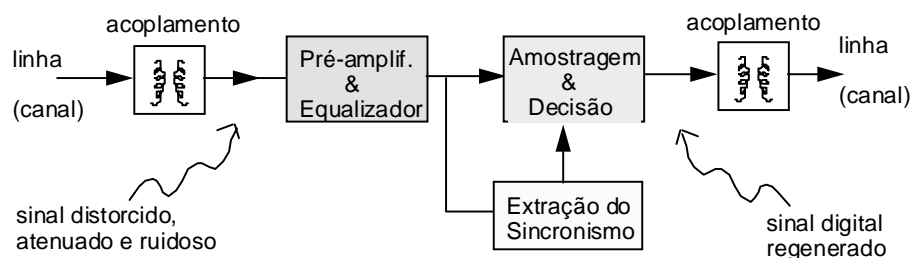 acoplamento
linha
(canal)
Pré-amplif.
&
Equalizador
Amostragem
&
Decisão
acoplamento
linha
(canal)
sinal distorcido,
atenuado e ruidoso
Extração do
Sincronismo
sinal digital
regenerado